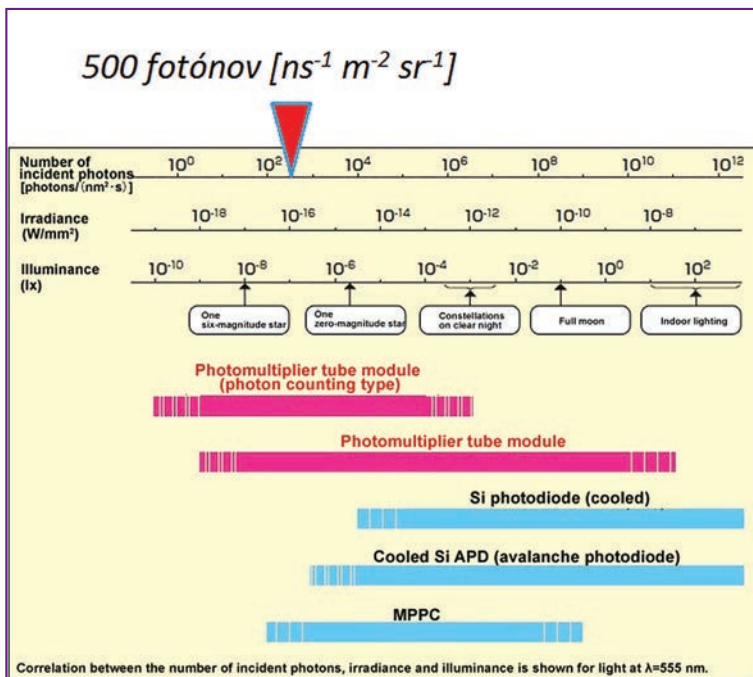 500 fotónov [ns⁻¹ m⁻² sr⁻¹]
Number of
incident photons
[photons/(nm²·s)]
10⁰ 10² 10⁴ 10⁶ 10⁸ 10¹⁰ 10¹²
Irradiance
(W/mm²)
10⁻¹⁸ 10⁻¹⁶ 10⁻¹⁴ 10⁻¹² 10⁻¹⁰ 10⁻⁸
Illuminance
(lx)
10⁻¹⁰ 10⁻⁸ 10⁻⁶ 10⁻⁴ 10⁻² 10⁰ 10²
One
six-magnitude star
One
zero-magnitude star
Constellations
on clear night
Full moon
Indoor lighting
Photomultiplier tube module
(photon counting type)
Photomultiplier tube module
Si photodiode (cooled)
Cooled Si APD (avalanche photodiode)
MPPC
Correlation between the number of incident photons, irradiance and illuminance is shown for light at λ=555 nm.